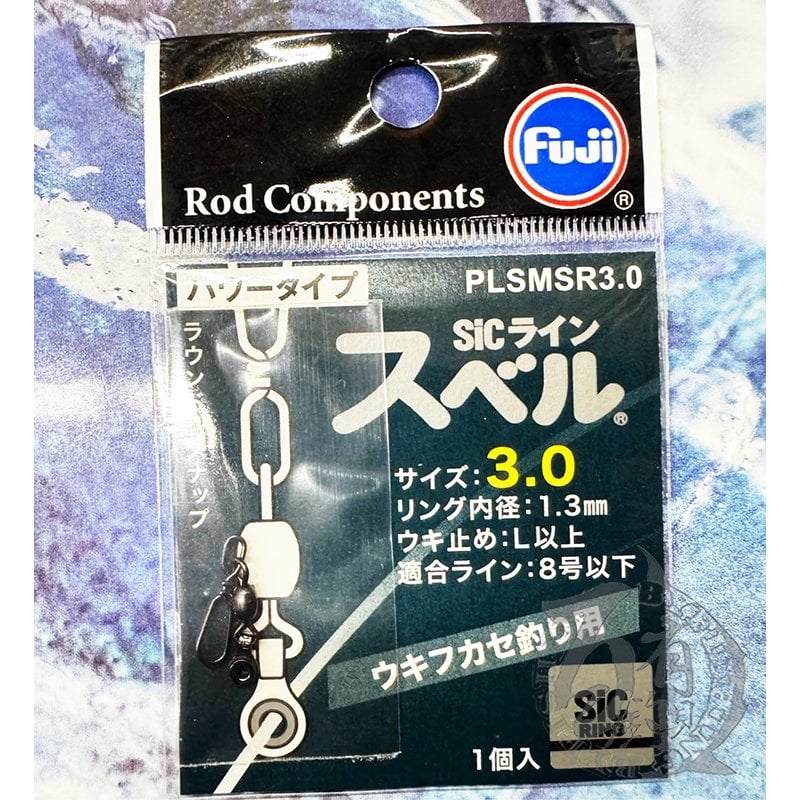 Fuji
®
Rod Components
パワータイプ
PLSMSR3.0
SiCライン
スベル®
サイズ:3.0
リング内径:1.3㎜
ウキ止め:L以上
適合ライン:8号以下
ウキフカセ釣り用
SiC
RING
1個入